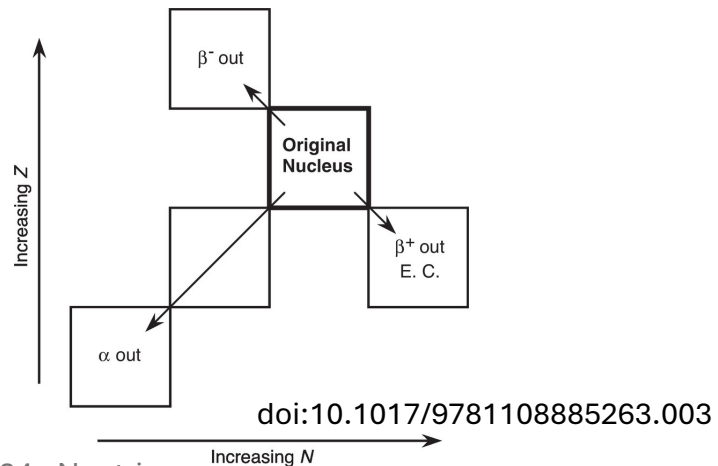 β⁻ out
Increasing Z
Original
Nucleus
β⁺ out
E. C.
α out
doi:10.1017/9781108885263.003
Increasing N